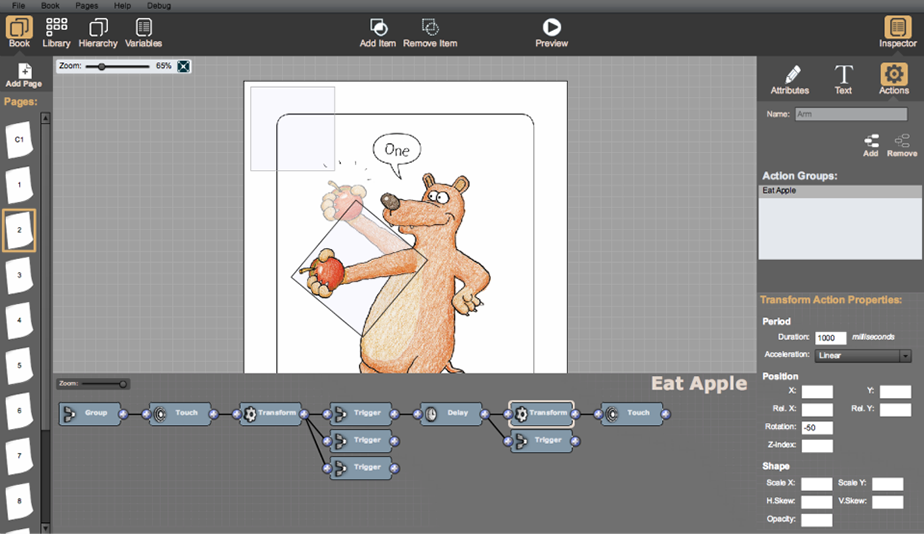 File Book Pages Help Debug
Book Library Hierarchy Variables Add Item Remove Item Preview Inspector
Add Page
Zoom: 65%
Pages:
C1
1
2
3
4
5
6
7
8
One
Attributes Text Actions
Name: Arm
Add Remove
Action Groups:
Eat Apple
Transform Action Properties:
Period
Duration: 1000 milliseconds
Acceleration: Linear
Position
X: Y:
Rel. X: Rel. Y:
Rotation: -50
Z-Index:
Shape
Scale X: Scale Y:
H.Skew: V.Skew:
Opacity:
Zoom:
Eat Apple
Group Touch Transform Trigger Delay Transform Touch
Trigger Trigger
Trigger